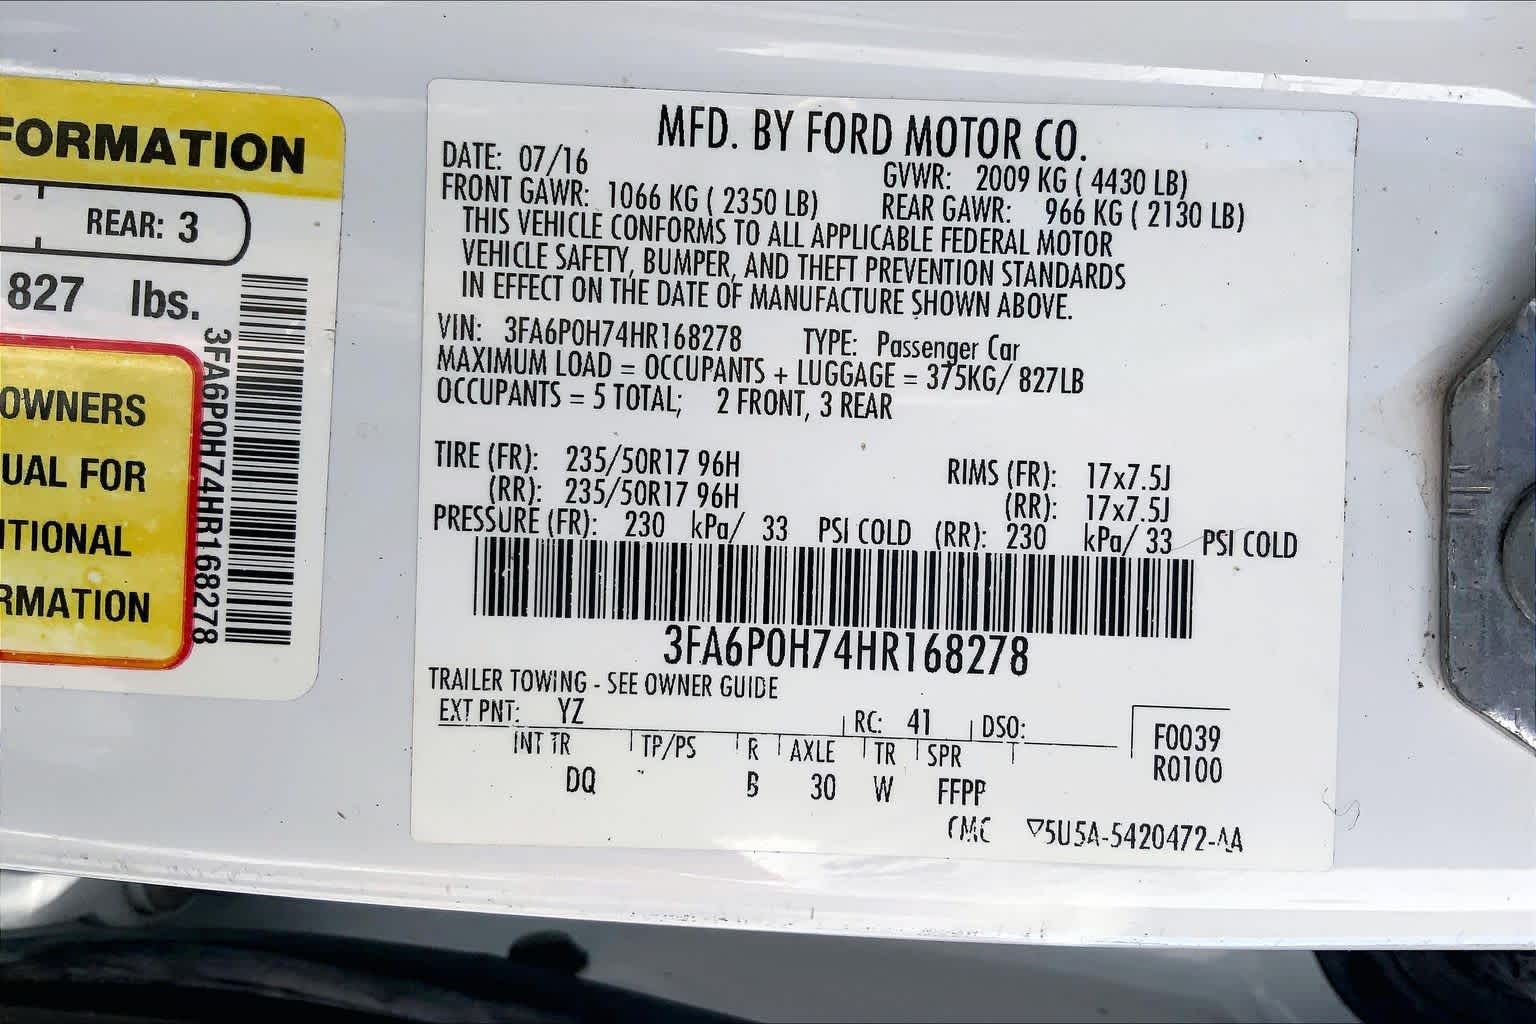 FORMATION
REAR: 3
827 lbs.
OWNERS
UAL FOR
ITIONAL
RMATION
3FA6P0H74HR168278
MFD. BY FORD MOTOR CO.
DATE: 07/16 GVWR: 2009 KG ( 4430 LB)
FRONT GAWR: 1066 KG ( 2350 LB) REAR GAWR: 966 KG ( 2130 LB)
THIS VEHICLE CONFORMS TO ALL APPLICABLE FEDERAL MOTOR
VEHICLE SAFETY, BUMPER, AND THEFT PREVENTION STANDARDS
IN EFFECT ON THE DATE OF MANUFACTURE SHOWN ABOVE.
VIN: 3FA6P0H74HR168278 TYPE: Passenger Car
MAXIMUM LOAD = OCCUPANTS + LUGGAGE = 375KG/ 827LB
OCCUPANTS = 5 TOTAL; 2 FRONT, 3 REAR
TIRE (FR): 235/50R17 96H RIMS (FR): 17x7.5J
(RR): 235/50R17 96H (RR): 17x7.5J
PRESSURE (FR): 230 kPa/ 33 PSI COLD (RR): 230 kPa/ 33 PSI COLD
3FA6P0H74HR168278
TRAILER TOWING - SEE OWNER GUIDE
EXT PNT: YZ RC: 41 DSO: F0039
INT TR TP/PS R AXLE TR SPR R0100
DQ B 30 W FFPP
CMC ▽5U5A-5420472-AA